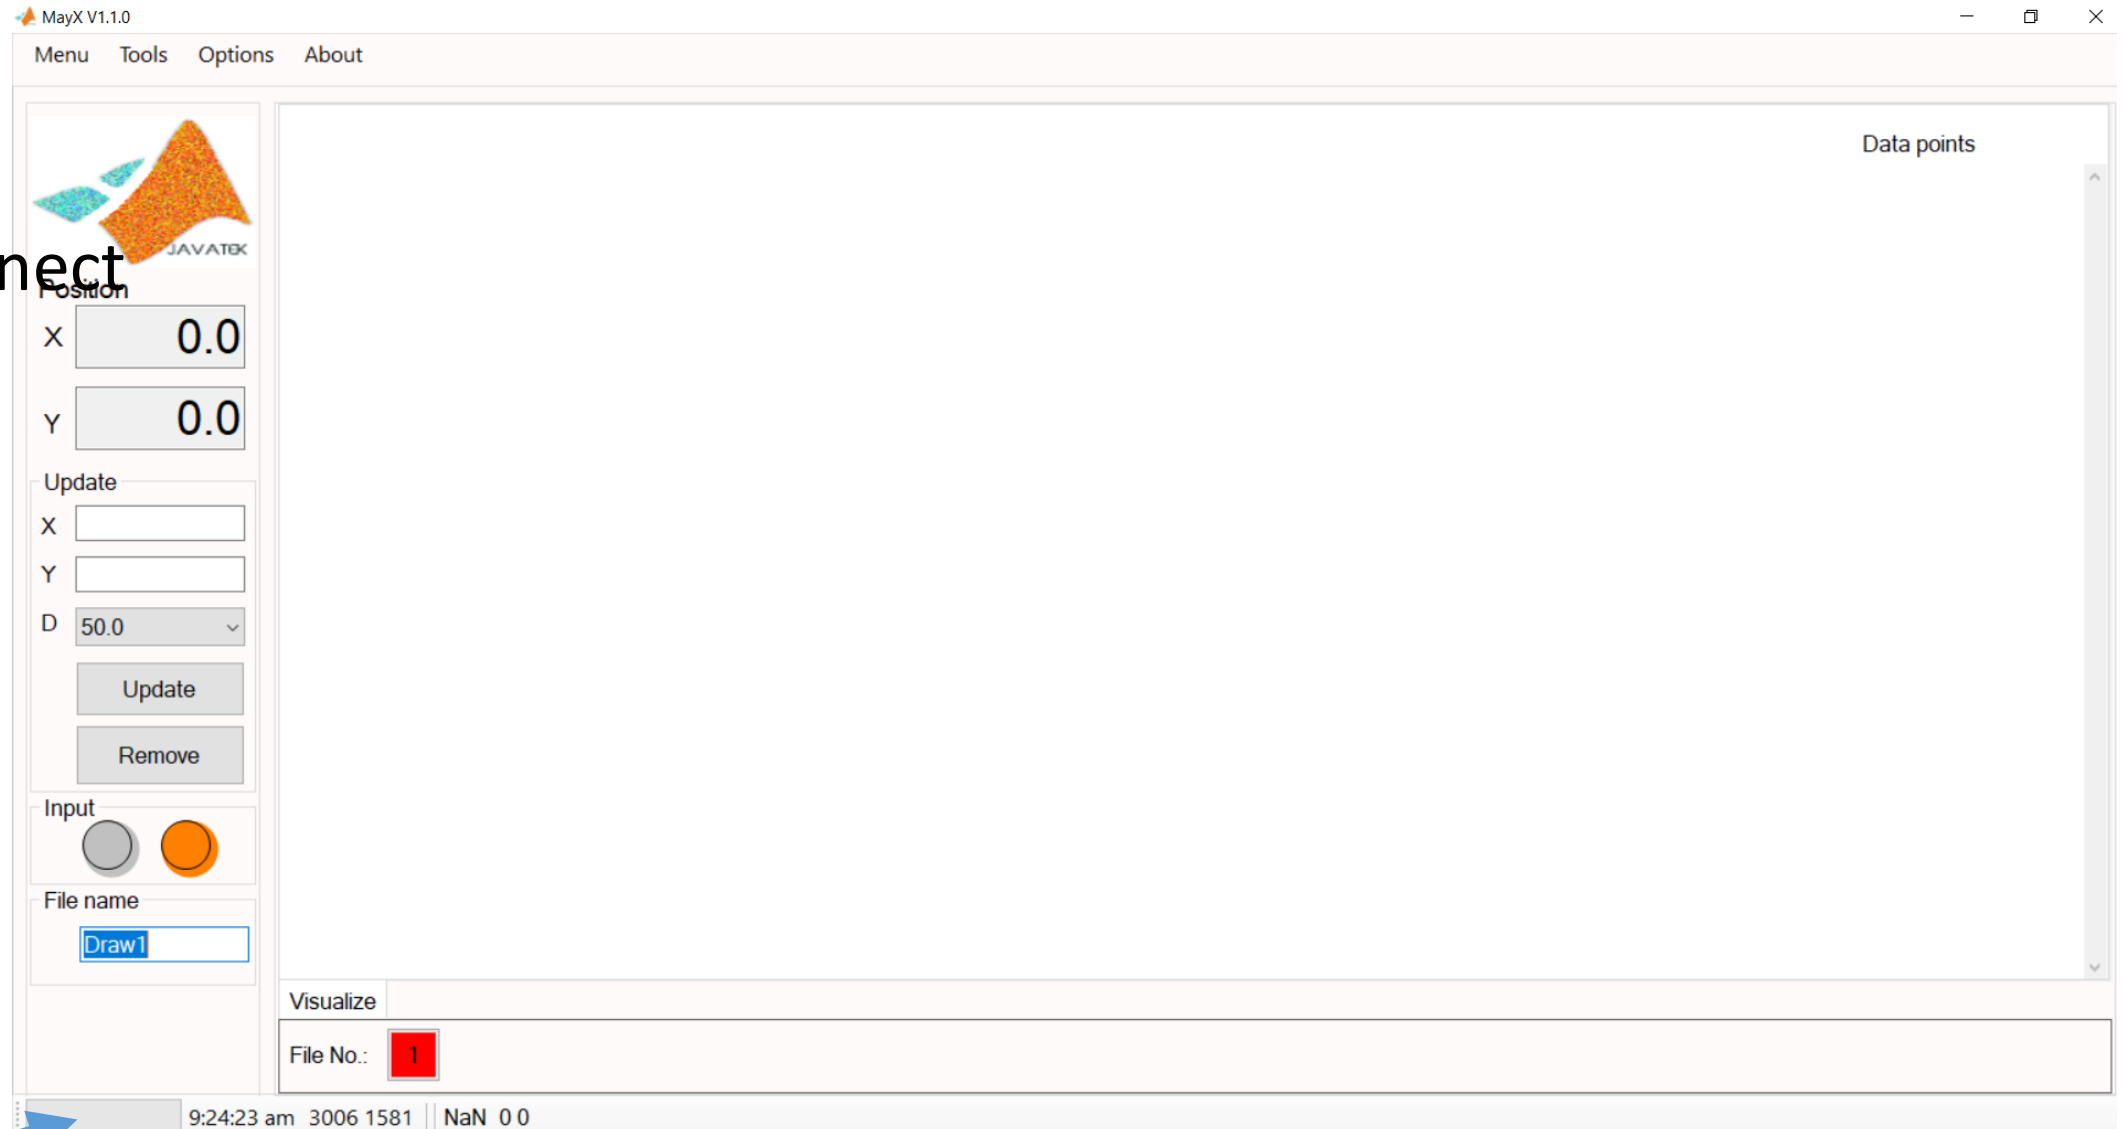 MayX V1.1.0
Menu Tools Options About
Data points
JAVATEK
nect
Position
X 0.0
Y 0.0
Update
X
Y
D 50.0
Update
Remove
Input
File name
Draw1
Visualize
File No.: 1
9:24:23 am 3006 1581 NaN 0 0